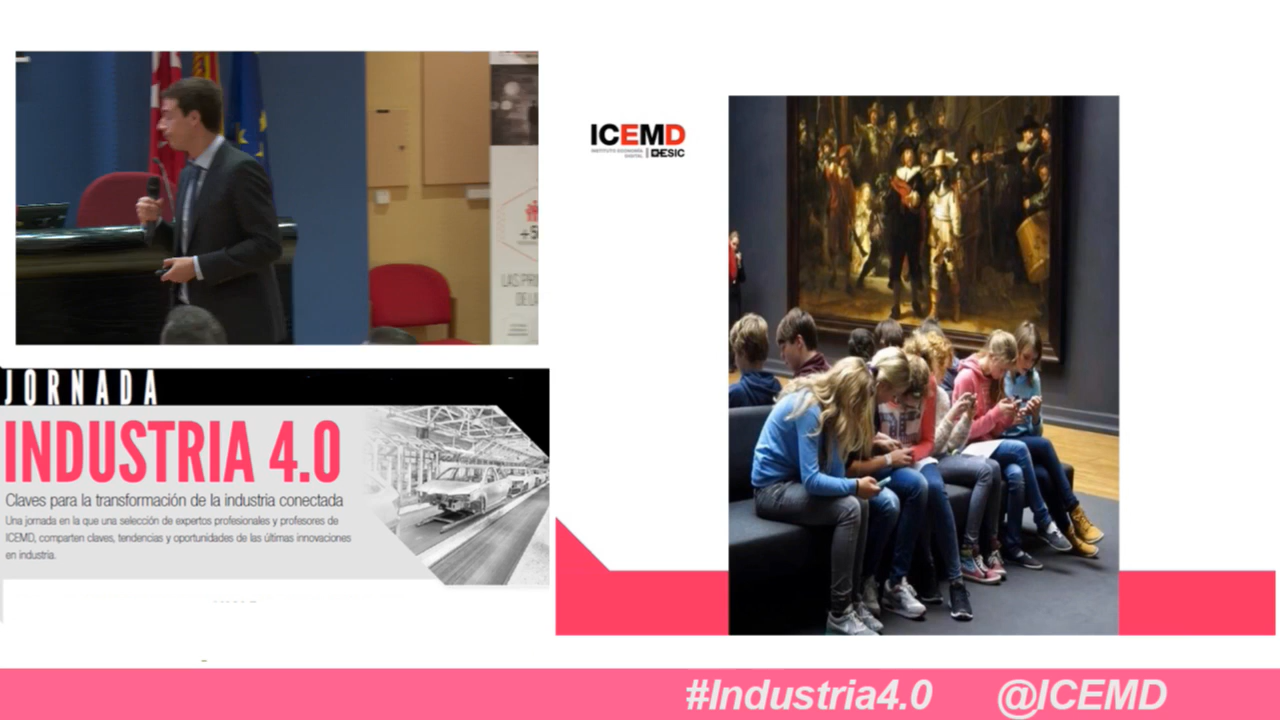 ICEMD
INSTITUTO ECONOMÍA
DIGITAL
ESIC
JORNADA
INDUSTRIA 4.0
Claves para la transformación de la industria conectada
Una jornada en la que una selección de expertos profesionales y profesores de
ICEMD, comparten claves, tendencias y oportunidades de las últimas innovaciones
en industria.
#Industria4.0 @ICEMD